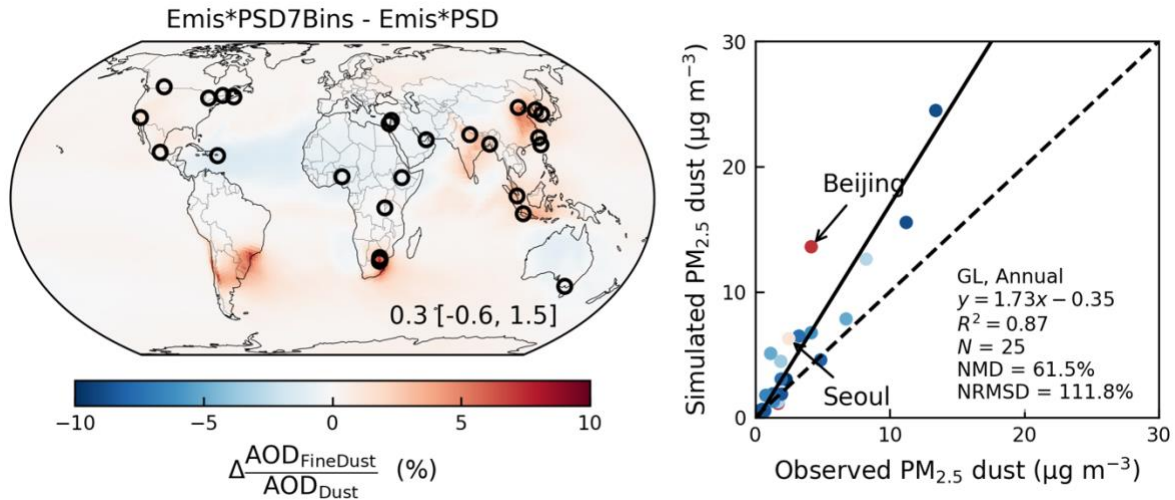 Emis*PSD7Bins - Emis*PSD
0.3 [-0.6, 1.5]
−10 −5 0 5 10
Δ AOD_FineDust / AOD_Dust (%)
Simulated PM₂.₅ dust (μg m⁻³)
30
20
10
0
Beijing
Seoul
GL, Annual
y = 1.73x − 0.35
R² = 0.87
N = 25
NMD = 61.5%
NRMSD = 111.8%
0 10 20 30
Observed PM₂.₅ dust (μg m⁻³)